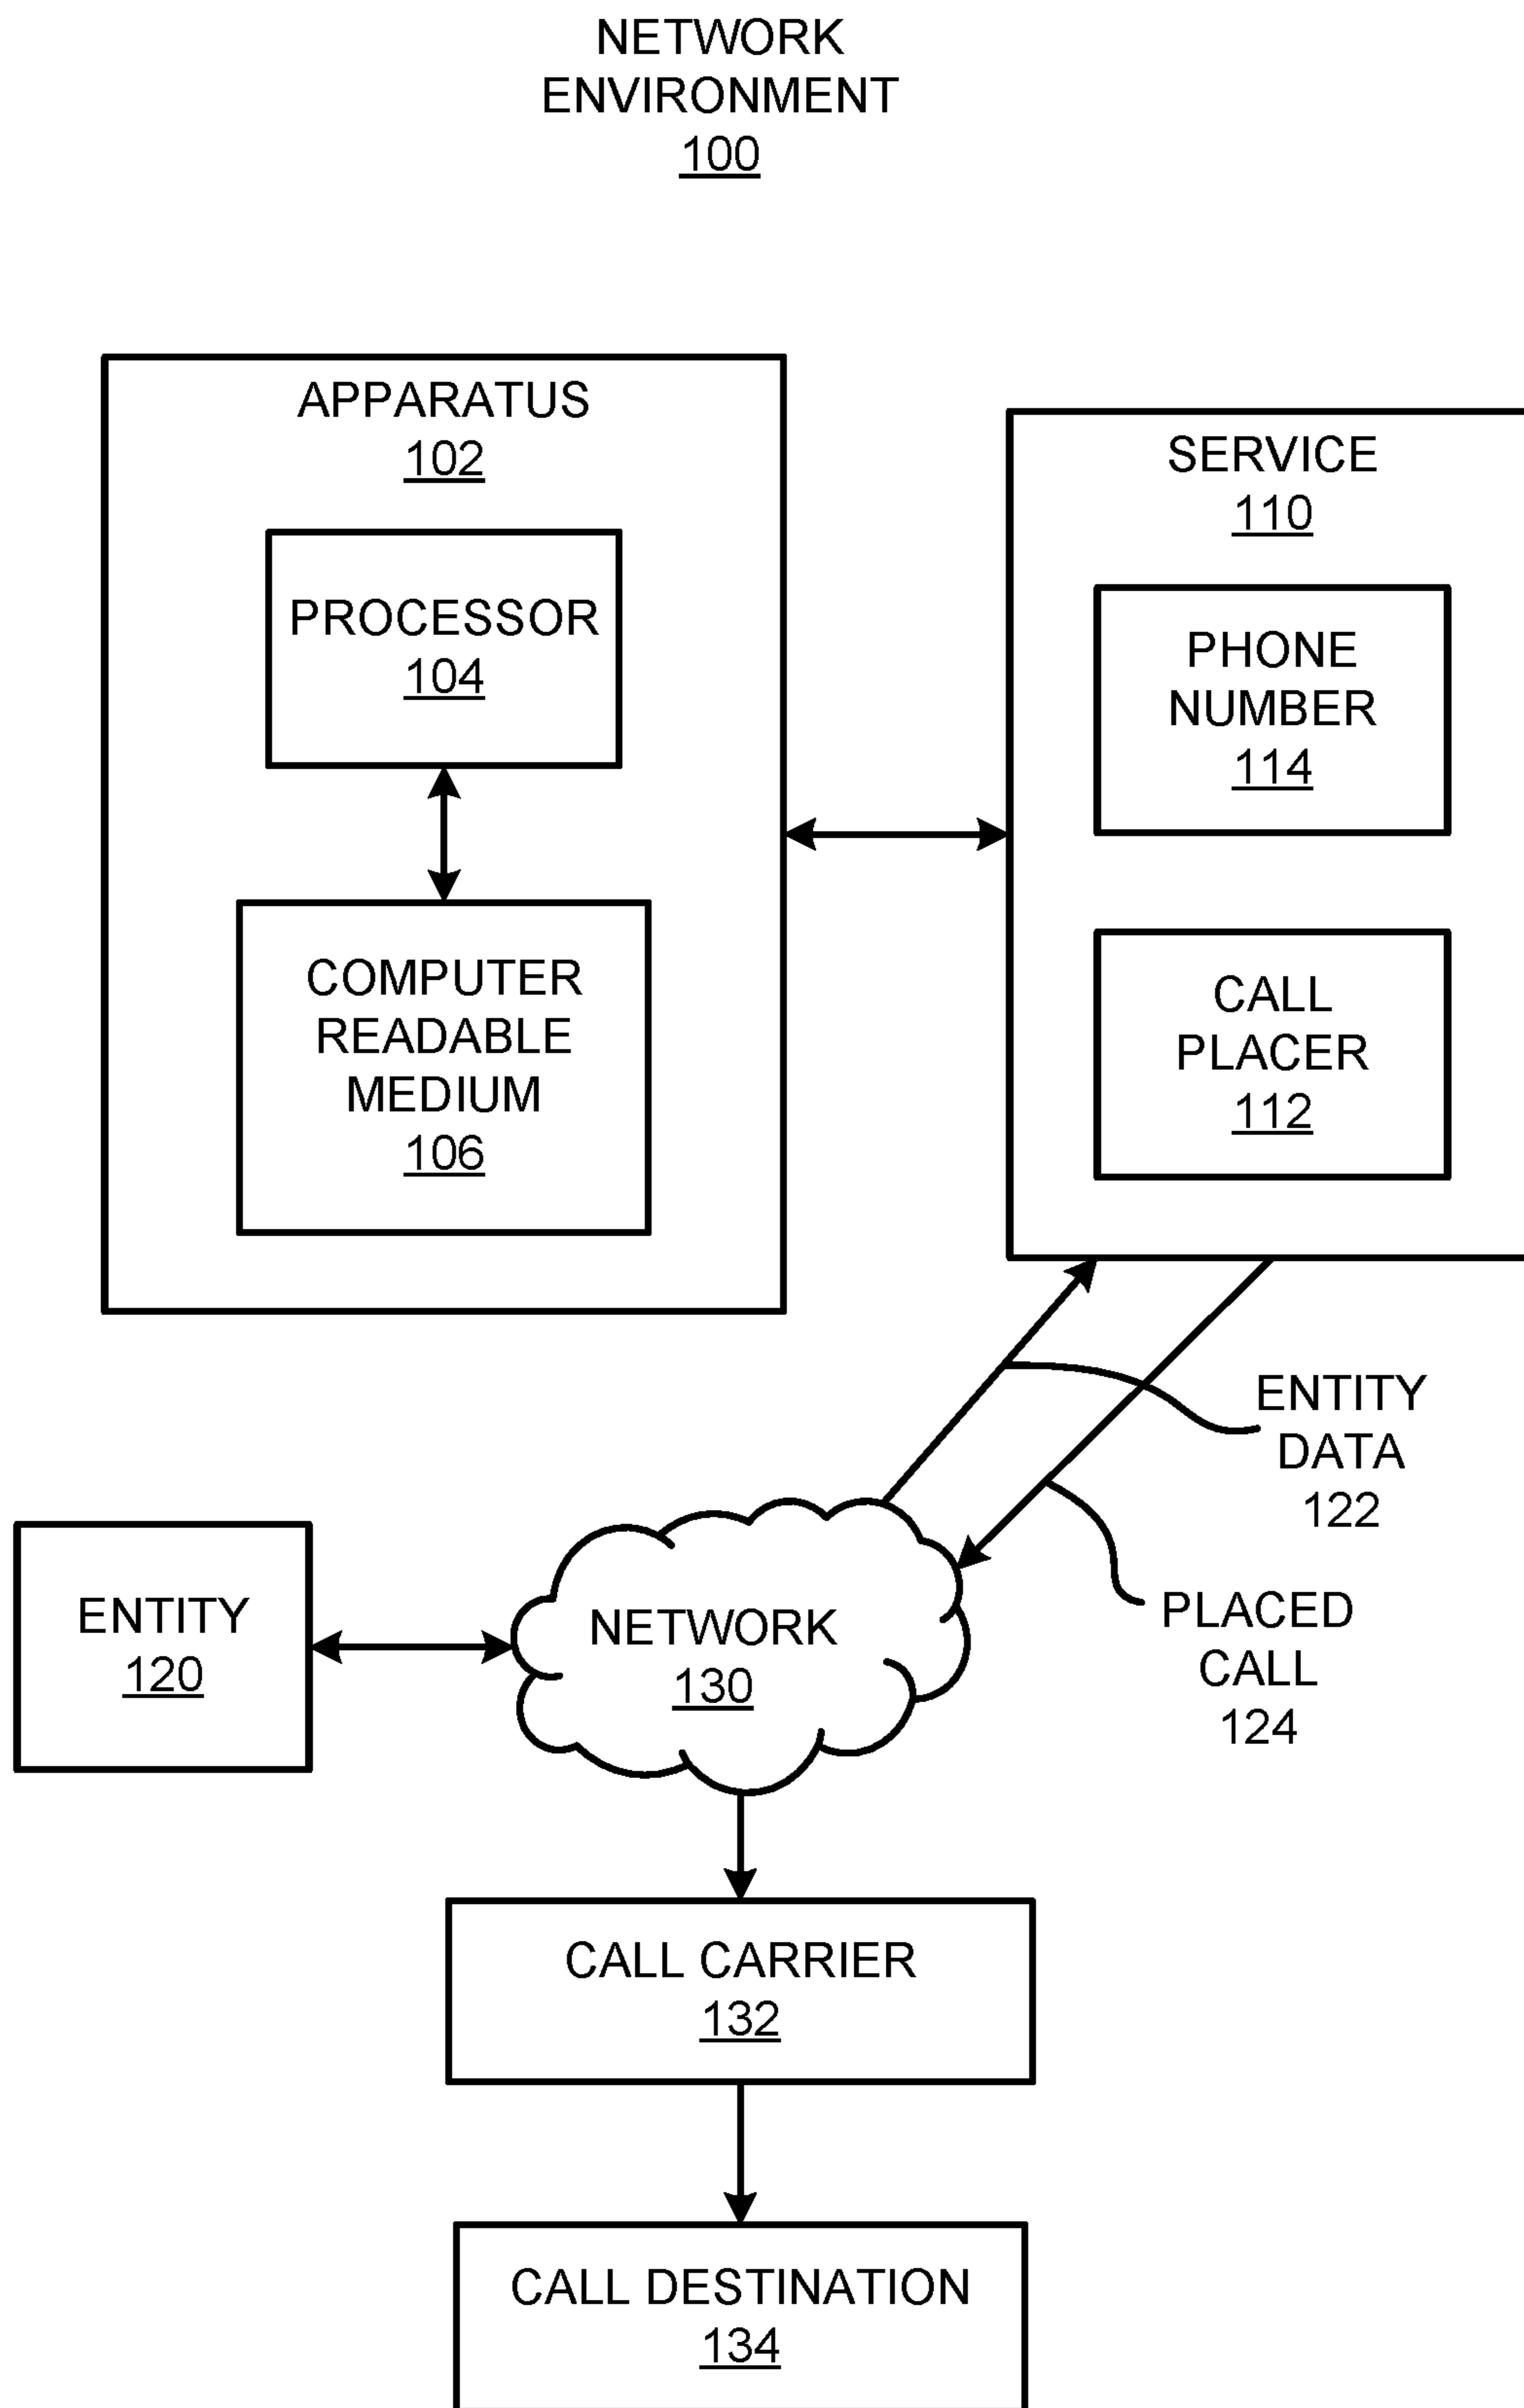 NETWORK
ENVIRONMENT
100
APPARATUS
102
PROCESSOR
104
COMPUTER
READABLE
MEDIUM
106
SERVICE
110
PHONE
NUMBER
114
CALL
PLACER
112
ENTITY
DATA
122
PLACED
CALL
124
ENTITY
120
NETWORK
130
CALL CARRIER
132
CALL DESTINATION
134